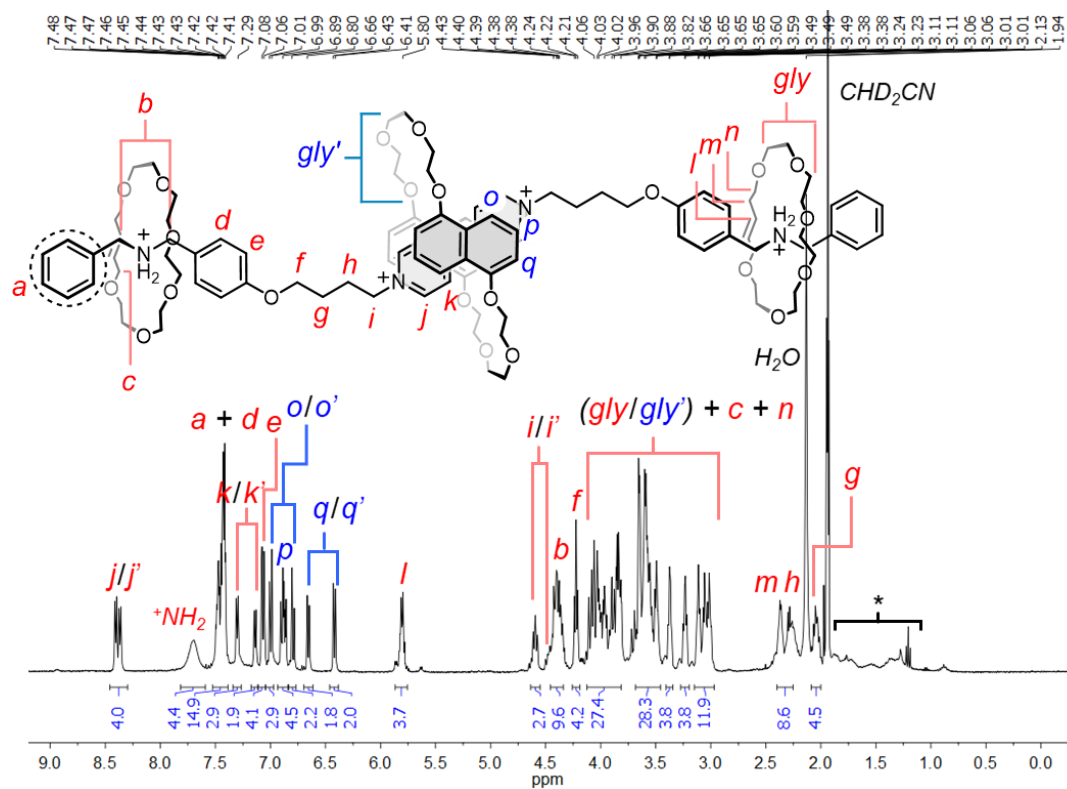 7.48 7.47 7.47 7.46 7.45 7.44 7.43 7.43 7.42 7.42 7.41 7.29 7.08 7.06 7.01 6.99 6.89 6.80 6.66 6.43 6.41 5.80 4.43 4.40 4.39 4.38 4.38 4.24 4.22 4.21 4.06 4.03 4.02 3.96 3.90 3.88 3.82 3.66 3.65 3.65 3.65 3.60 3.59 3.49 3.49 3.38 3.38 3.24 3.23 3.11 3.11 3.06 3.06 3.01 3.01 2.13 1.94
CHD2CN
gly
b
gly'
l m n
O O O O O O
O O O O O O O O O O
O O O O O O
N+ o p q
N+ H2
N+ H2
d e
a
O
O
f h
g i j k
N+
c
H2O
a + d e
o/o'
(gly/gly') + c + n
i/i'
k/k'
q/q'
g
f
p
b
j/j'
+NH2
l
m h
*
4.0 4.4 14.9 2.9 1.9 4.1 2.9 4.5 2.2 1.8 2.0 3.7 2.7 9.6 4.2 27.4 28.3 3.8 3.8 11.9 8.6 4.5
9.0 8.5 8.0 7.5 7.0 6.5 6.0 5.5 5.0 4.5 4.0 3.5 3.0 2.5 2.0 1.5 1.0 0.5 0.0
ppm